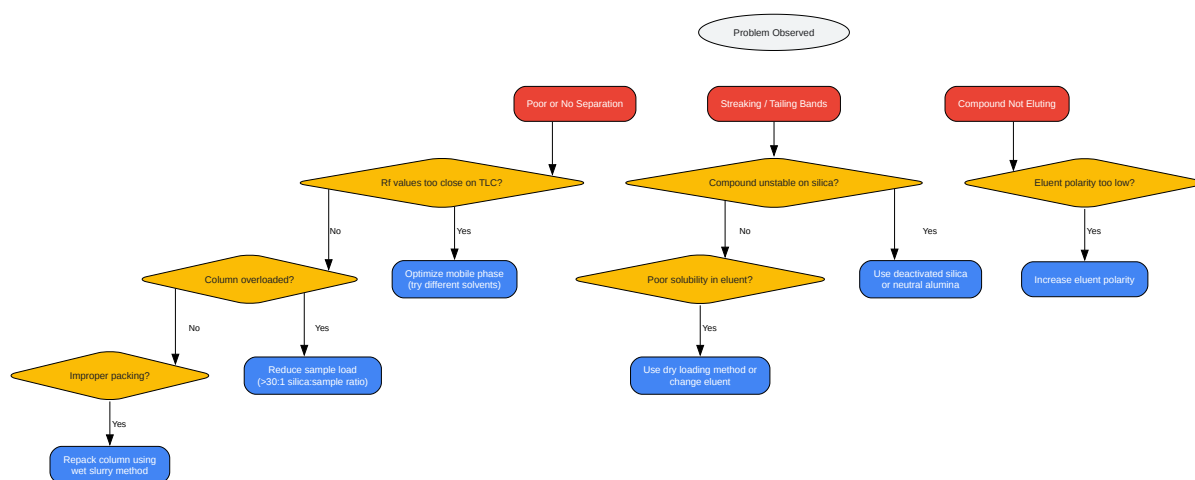 Problem Observed
Poor or No Separation
Streaking / Tailing Bands
Compound Not Eluting
Rf values too close on TLC?
Compound unstable on silica?
Eluent polarity too low?
No
Yes
No
Yes
Yes
Column overloaded?
Optimize mobile phase
(try different solvents)
Poor solubility in eluent?
Use deactivated silica
or neutral alumina
Increase eluent polarity
No
Yes
Yes
Improper packing?
Reduce sample load
(>30:1 silica:sample ratio)
Use dry loading method or
change eluent
Yes
Repack column using
wet slurry method